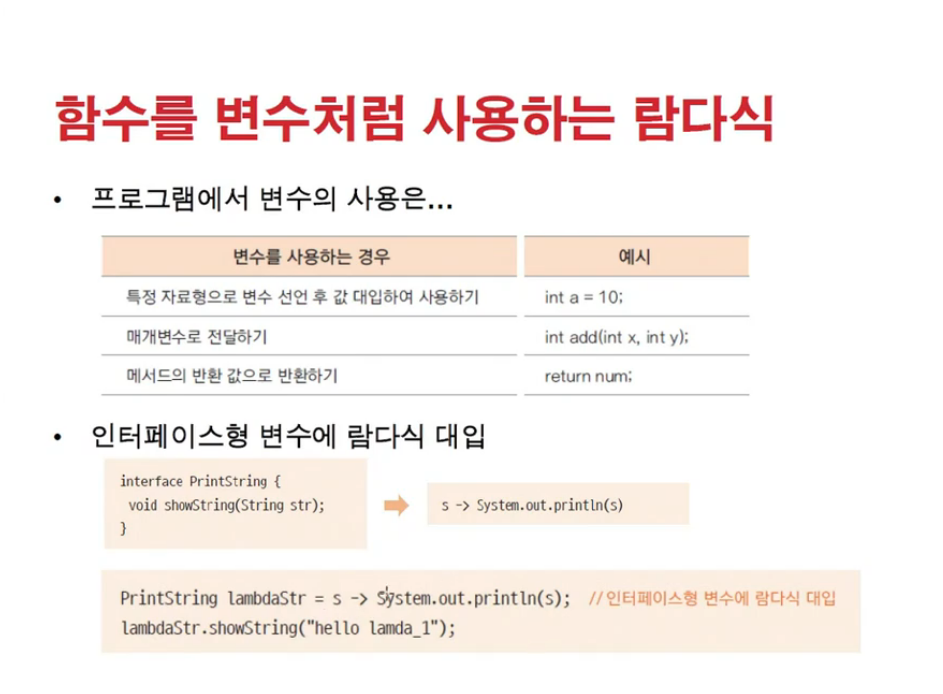 함수를 변수처럼 사용하는 람다식
• 프로그램에서 변수의 사용은...
변수를 사용하는 경우 예시
특정 자료형으로 변수 선언 후 값 대입하여 사용하기 int a = 10;
매개변수로 전달하기 int add(int x, int y);
메서드의 반환 값으로 반환하기 return num;
• 인터페이스형 변수에 람다식 대입
interface PrintString {
void showString(String str);
}
s -> System.out.println(s)
PrintString lambdaStr = s -> System.out.println(s); //인터페이스형 변수에 람다식 대입
lambdaStr.showString("hello lamda_1");